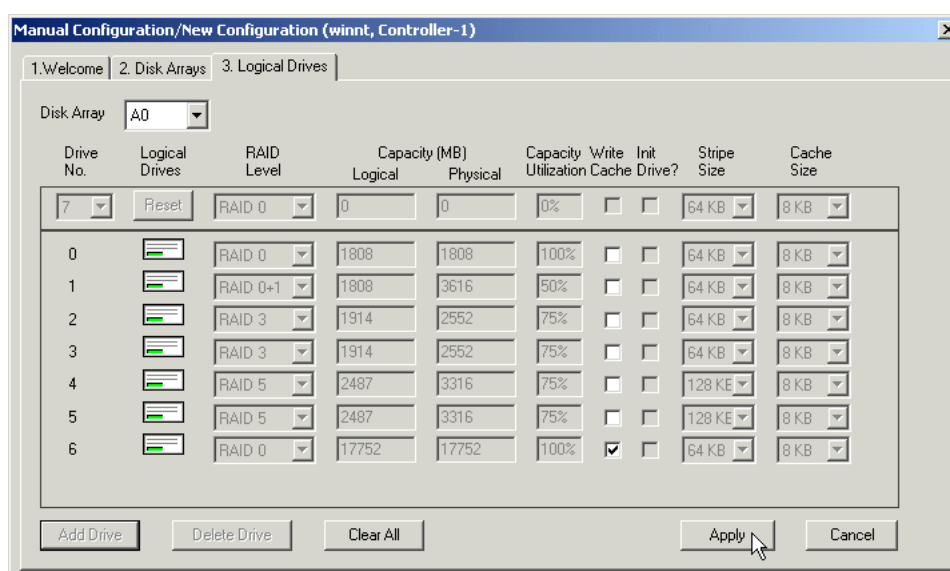 Manual Configuration/New Configuration (winnt, Controller-1)
1.Welcome 2. Disk Arrays 3. Logical Drives
Disk Array A0
Drive No. Logical Drives RAID Level Capacity (MB) Logical Physical Capacity Utilization Write Cache Init Drive? Stripe Size Cache Size
7 Reset RAID 0 0 0 0% 64 KB 8 KB
0 RAID 0 1808 1808 100% 64 KB 8 KB
1 RAID 0+1 1808 3616 50% 64 KB 8 KB
2 RAID 3 1914 2552 75% 64 KB 8 KB
3 RAID 3 1914 2552 75% 64 KB 8 KB
4 RAID 5 2487 3316 75% 128 KE 8 KB
5 RAID 5 2487 3316 75% 128 KE 8 KB
6 RAID 0 17752 17752 100% 64 KB 8 KB
Add Drive Delete Drive Clear All Apply Cancel